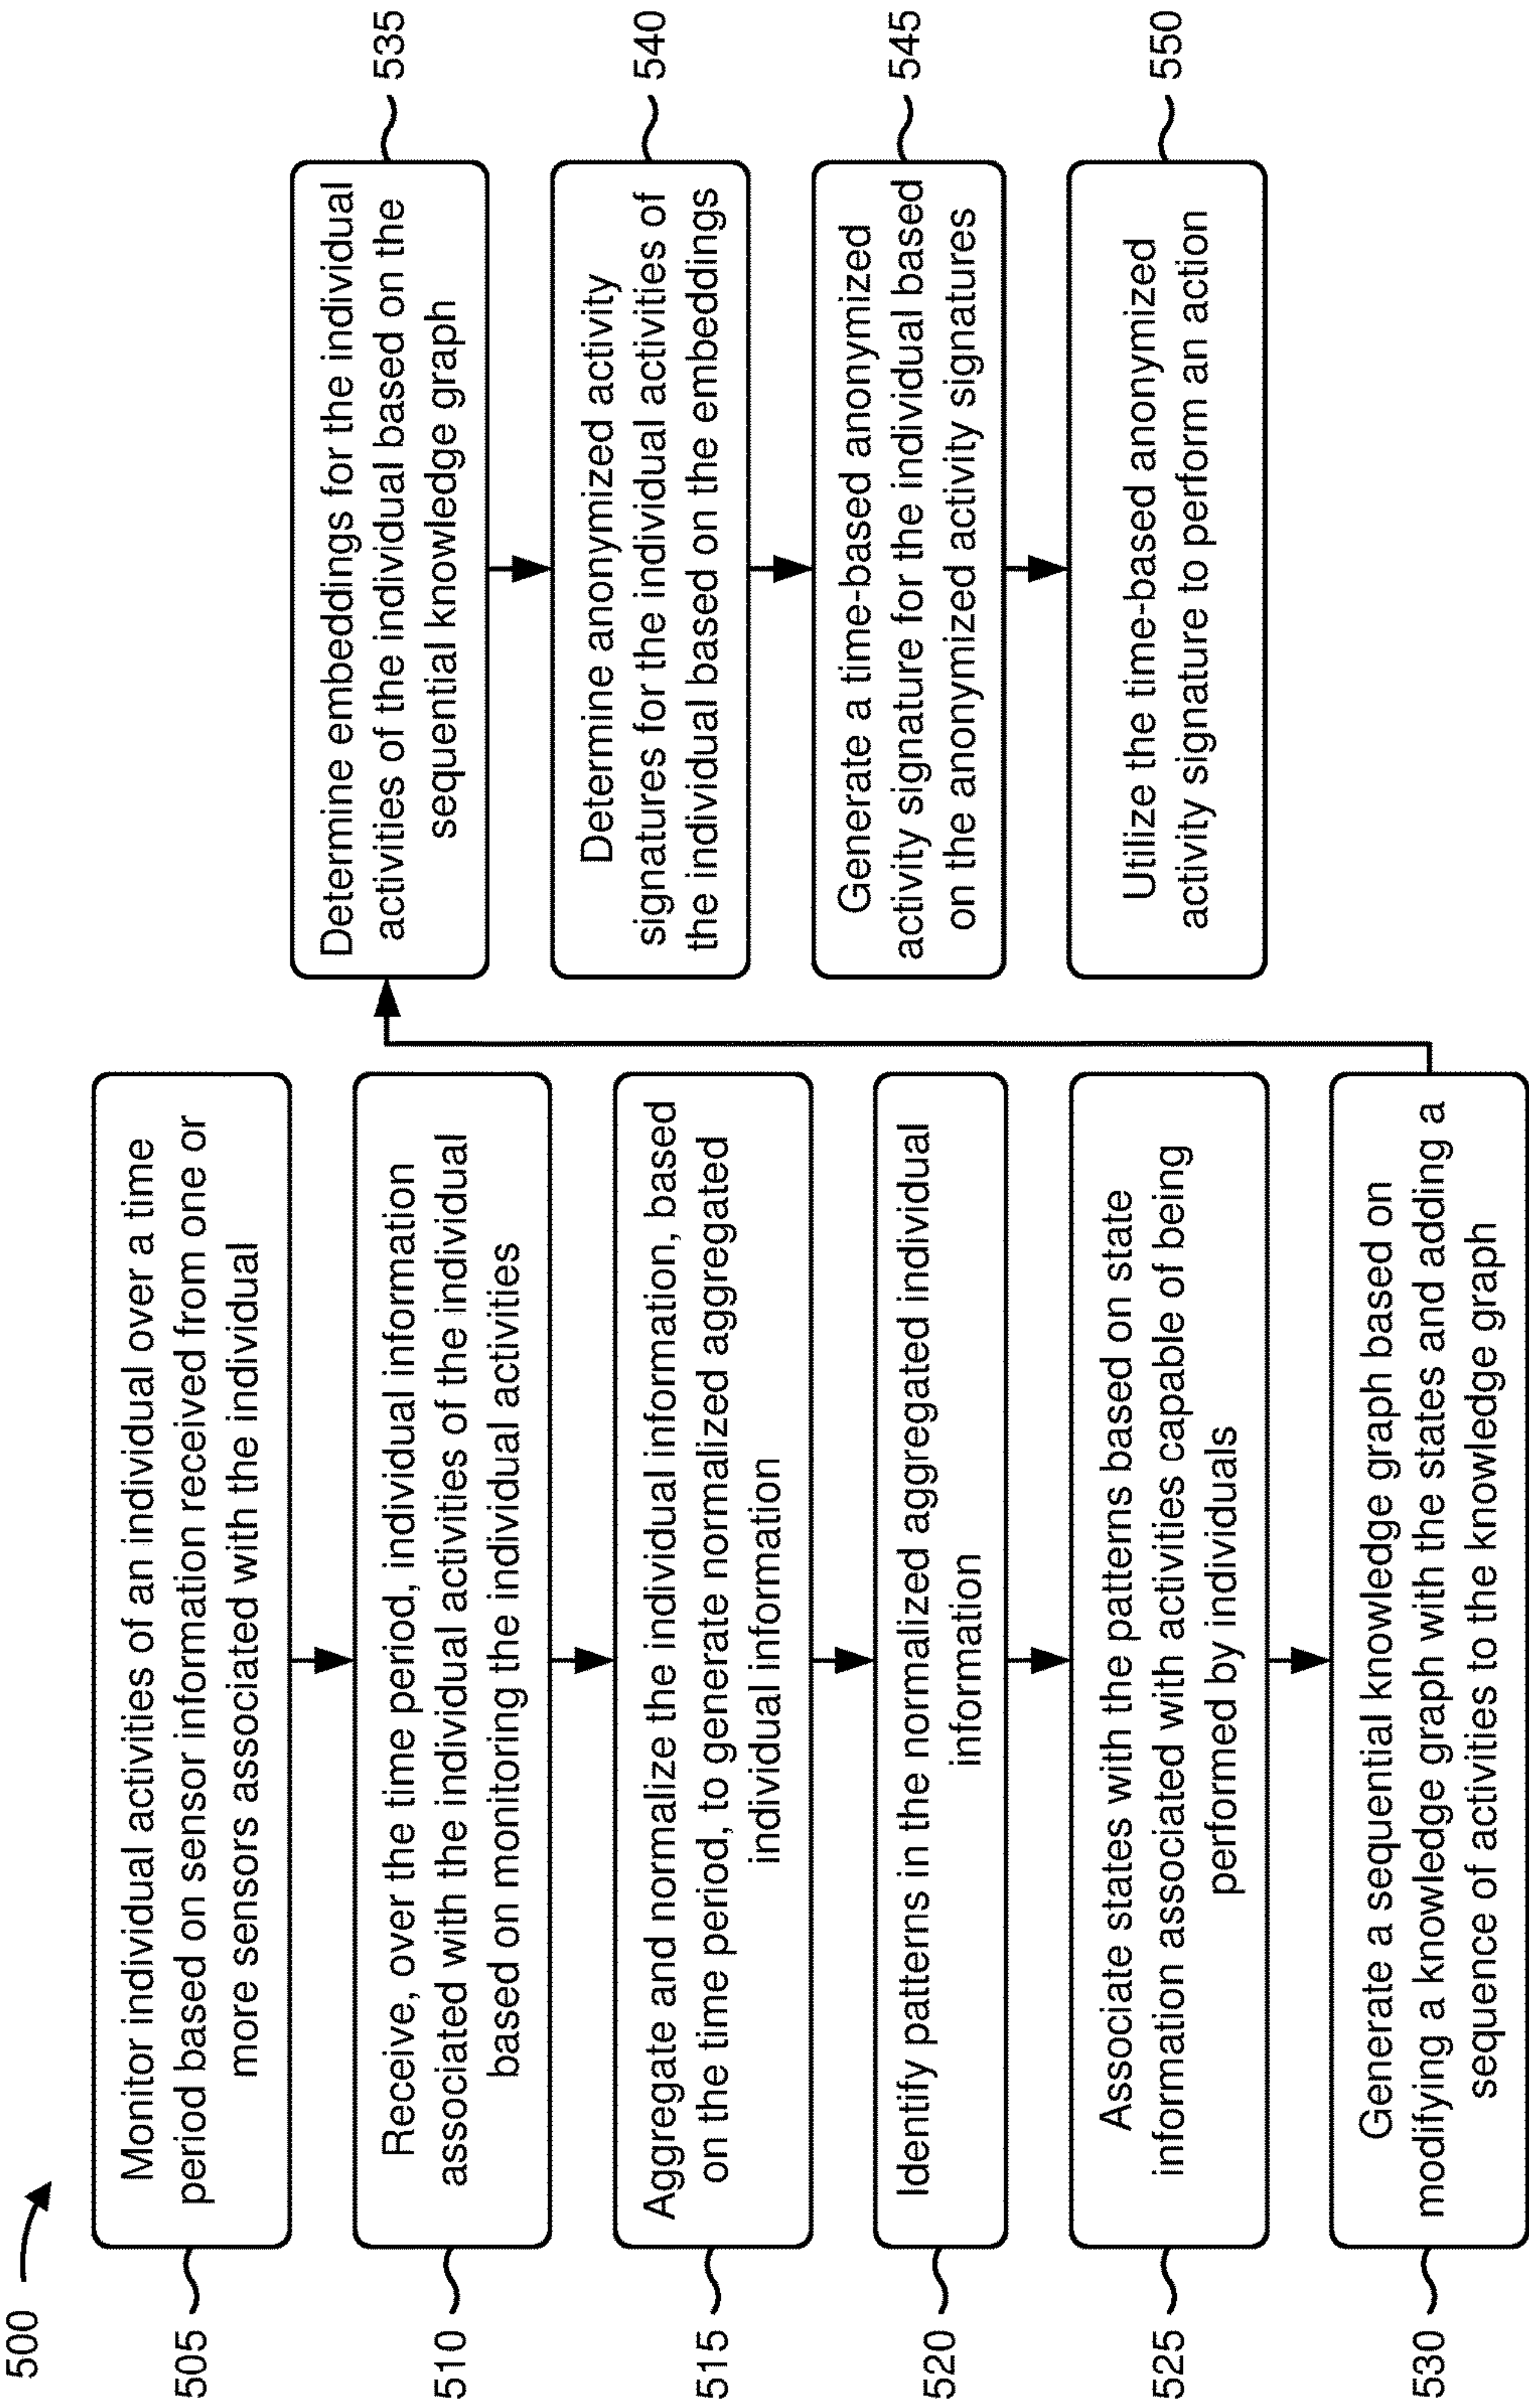 500
505
Monitor individual activities of an individual over a time
period based on sensor information received from one or
more sensors associated with the individual
510
Receive, over the time period, individual information
associated with the individual activities of the individual
based on monitoring the individual activities
515
Aggregate and normalize the individual information, based
on the time period, to generate normalized aggregated
individual information
520
Identify patterns in the normalized aggregated individual
information
525
Associate states with the patterns based on state
information associated with activities capable of being
performed by individuals
530
Generate a sequential knowledge graph based on
modifying a knowledge graph with the states and adding a
sequence of activities to the knowledge graph
535
Determine embeddings for the individual
activities of the individual based on the
sequential knowledge graph
540
Determine anonymized activity
signatures for the individual activities of
the individual based on the embeddings
545
Generate a time-based anonymized
activity signature for the individual based
on the anonymized activity signatures
550
Utilize the time-based anonymized
activity signature to perform an action